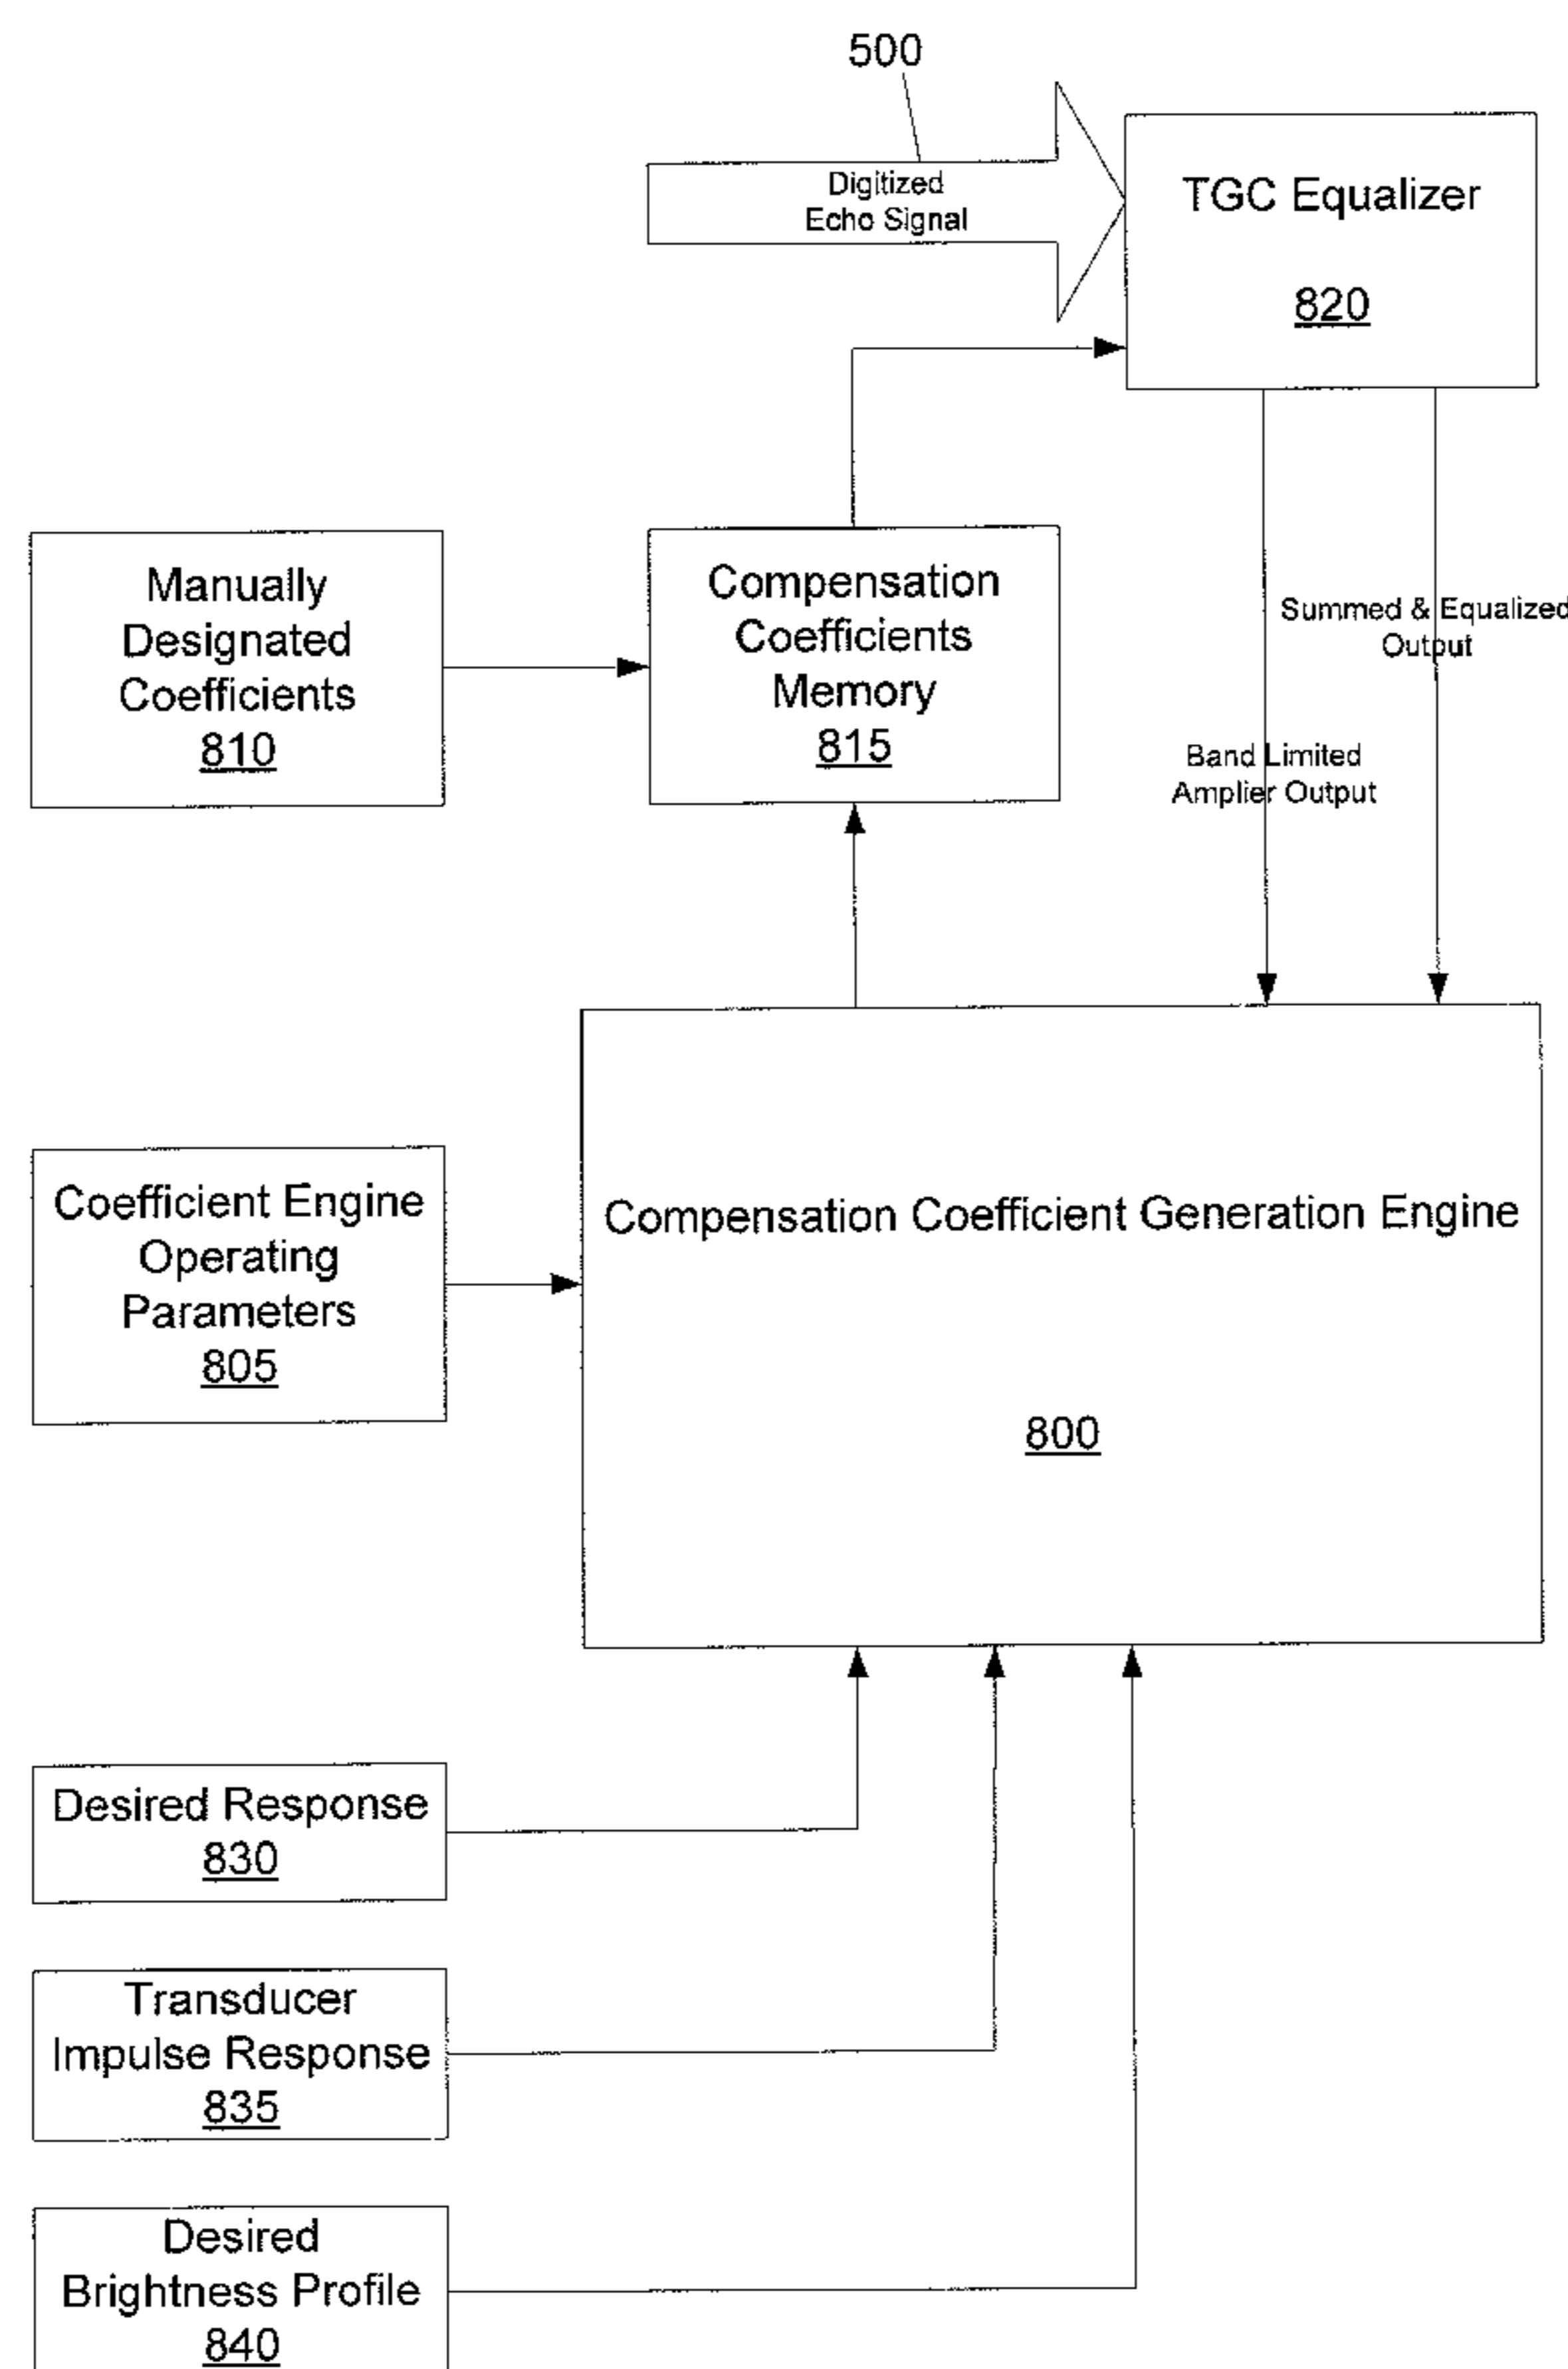 500
Digitized
Echo Signal
TGC Equalizer
820
Manually
Designated
Coefficients
810
Compensation
Coefficients
Memory
815
Summed & Equalized
Output
Band Limited
Amplier Output
Coefficient Engine
Operating
Parameters
805
Compensation Coefficient Generation Engine
800
Desired Response
830
Transducer
Impulse Response
835
Desired
Brightness Profile
840